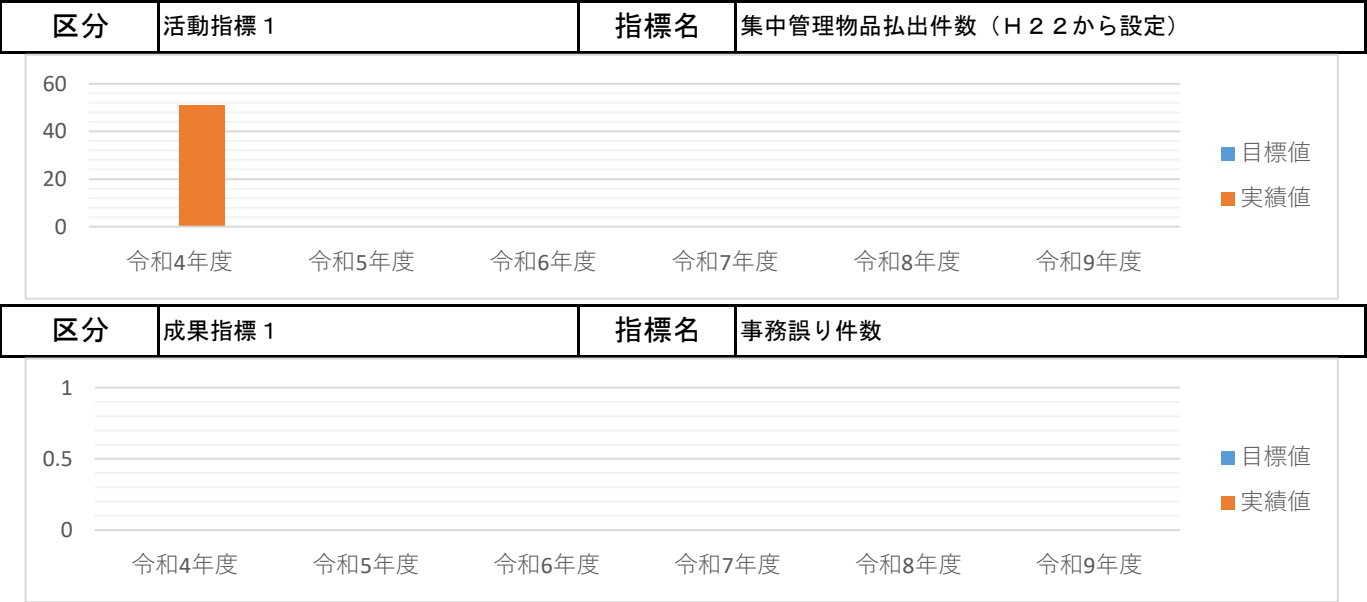 区分 活動指標１ 指標名 集中管理物品払出件数（Ｈ２２から設定）
60
40
20
0
令和4年度 令和5年度 令和6年度 令和7年度 令和8年度 令和9年度
目標値
実績値
区分 成果指標１ 指標名 事務誤り件数
1
0.5
0
令和4年度 令和5年度 令和6年度 令和7年度 令和8年度 令和9年度
目標値
実績値